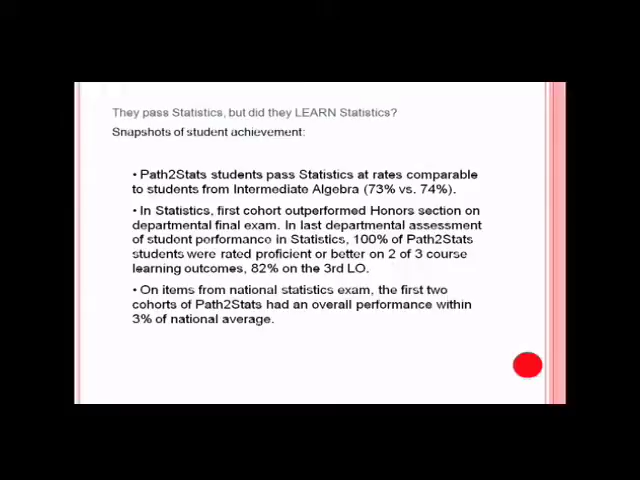 They pass Statistics, but did they LEARN Statistics?
Snapshots of student achievement:
• Path2Stats students pass Statistics at rates comparable
to students from Intermediate Algebra (73% vs. 74%).
• In Statistics, first cohort outperformed Honors section on
departmental final exam. In last departmental assessment
of student performance in Statistics, 100% of Path2Stats
students were rated proficient or better on 2 of 3 course
learning outcomes, 82% on the 3rd LO.
• On items from national statistics exam, the first two
cohorts of Path2Stats had an overall performance within
3% of national average.